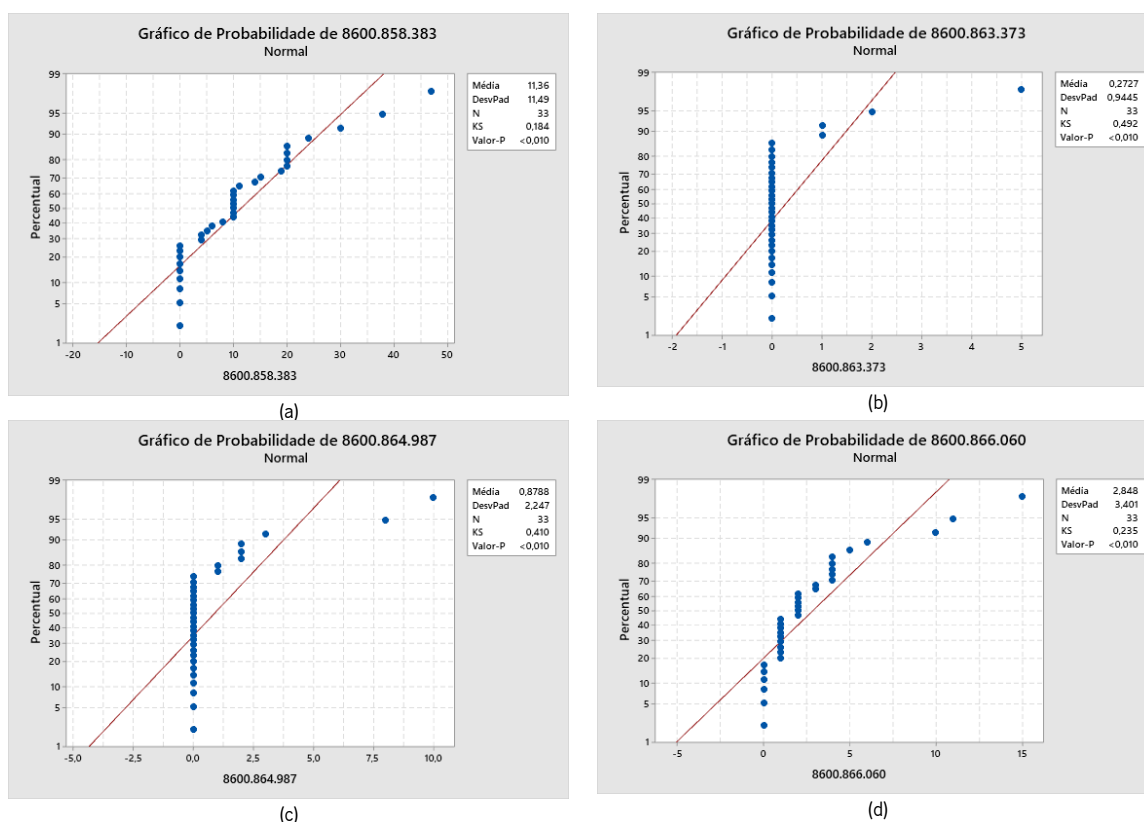 Gráfico de Probabilidade de 8600.858.383
Normal
Percentual
99
95
90
80
70
60
50
40
30
20
10
5
1
-20 -10 0 10 20 30 40 50
8600.858.383
Média 11,36
DesvPad 11,49
N 33
KS 0,184
Valor-P <0,010
(a)
Gráfico de Probabilidade de 8600.863.373
Normal
Percentual
99
95
90
80
70
60
50
40
30
20
10
5
1
-2 -1 0 1 2 3 4 5
8600.863.373
Média 0,2727
DesvPad 0,9445
N 33
KS 0,492
Valor-P <0,010
(b)
Gráfico de Probabilidade de 8600.864.987
Normal
Percentual
99
95
90
80
70
60
50
40
30
20
10
5
1
-5,0 -2,5 0,0 2,5 5,0 7,5 10,0
8600.864.987
Média 0,8788
DesvPad 2,247
N 33
KS 0,410
Valor-P <0,010
(c)
Gráfico de Probabilidade de 8600.866.060
Normal
Percentual
99
95
90
80
70
60
50
40
30
20
10
5
1
-5 0 5 10 15
8600.866.060
Média 2,848
DesvPad 3,401
N 33
KS 0,235
Valor-P <0,010
(d)